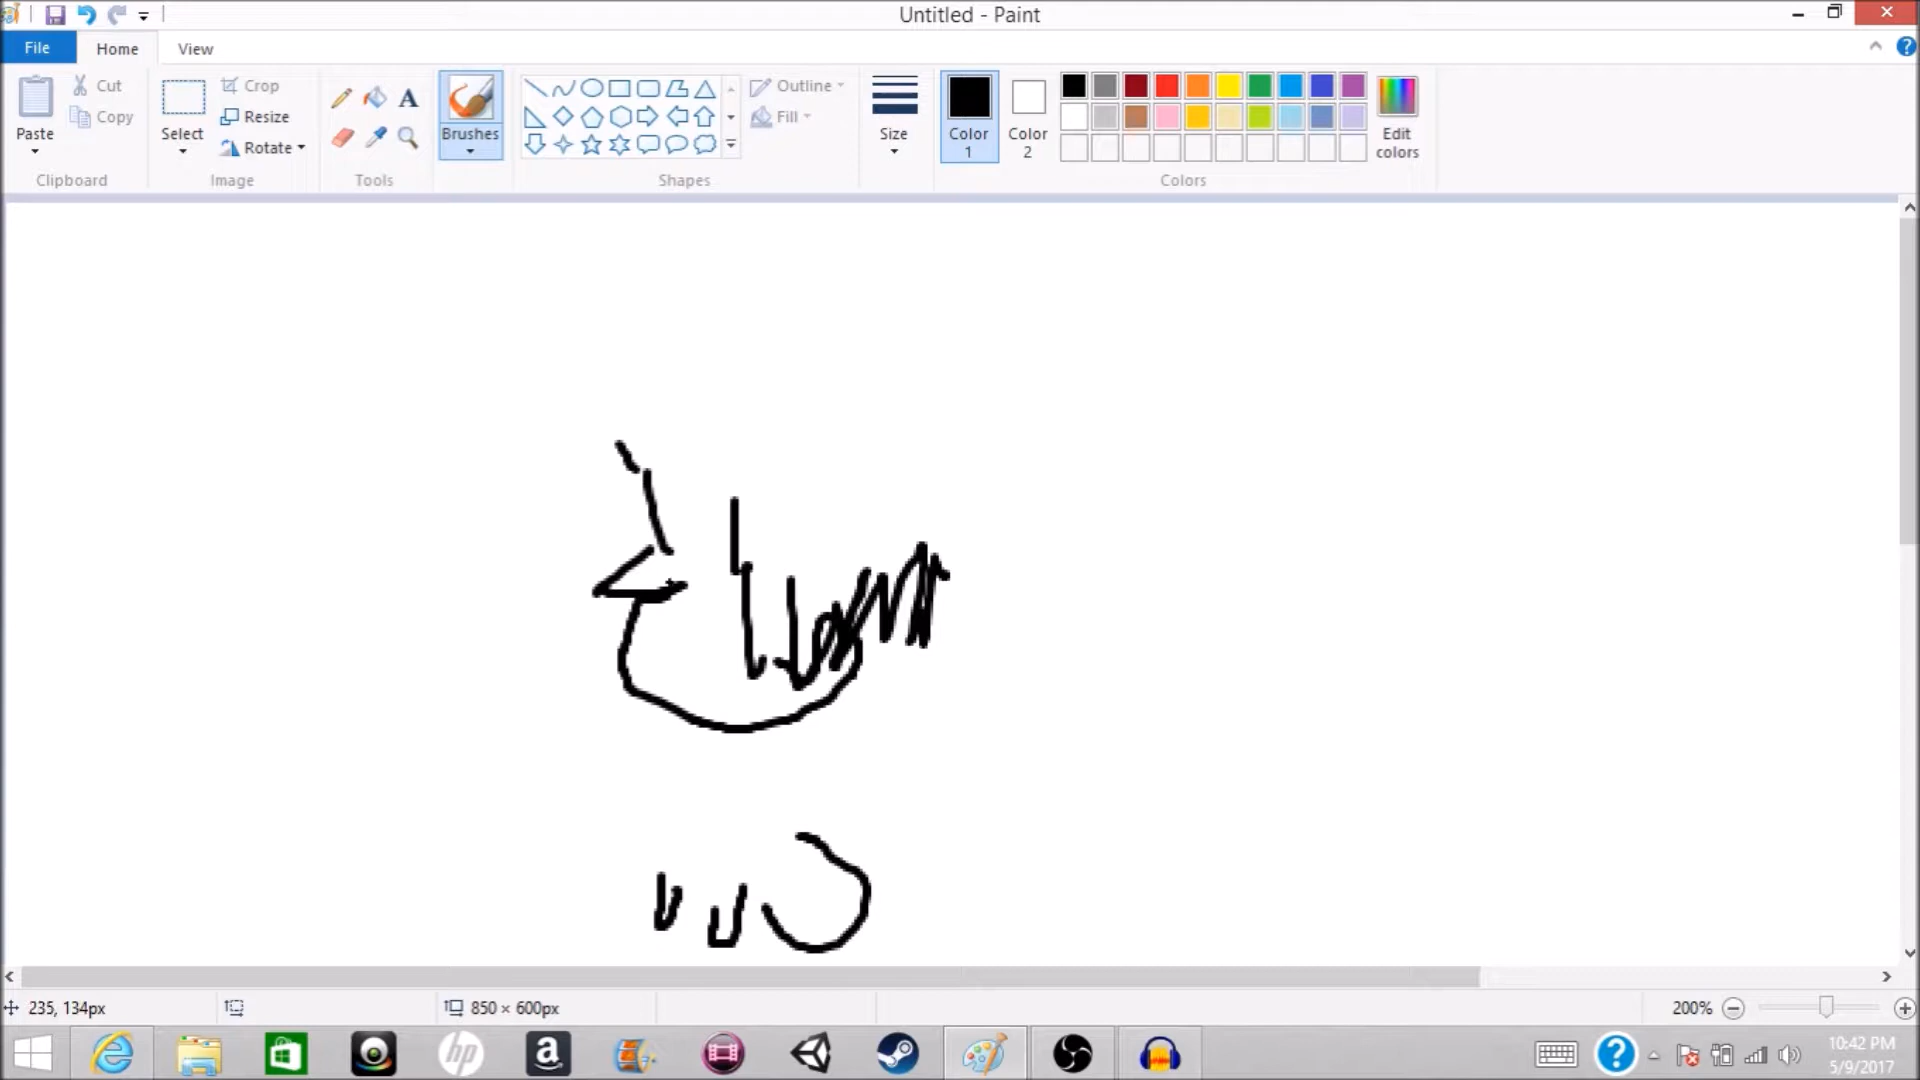 Untitled - Paint
File Home View
Paste Cut Copy Clipboard
Select Crop Resize Rotate Image
A
Tools
Brushes
Shapes
Outline Fill
Size
Color 1
Color 2
Edit colors
Colors
235, 134px 850 × 600px 200%
hp a
10:42 PM
5/9/2017